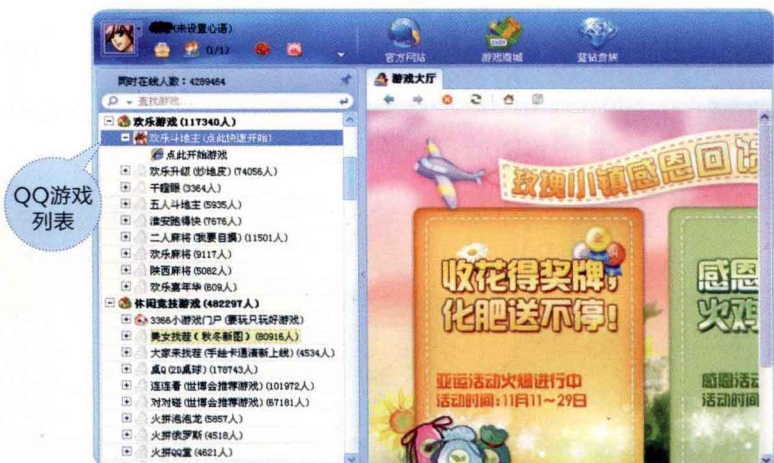 (未设置心语)
(1/1)
官方网站
游戏商城
蓝钻贵族
同时在线人数：4289464
查找游戏
游戏大厅
欢乐游戏(117340人)
欢乐斗地主(点此快速开始)
点此开始游戏
欢乐升级(炒地皮)(74056人)
干瞪眼(3364人)
五人斗地主(5935人)
淮安跑得快(7676人)
二人麻将(我要自摸)(11501人)
欢乐麻将(9117人)
陕西麻将(5082人)
欢乐嘉年华(609人)
休闲竞技游戏(482297人)
3366小游戏门户(要玩只玩好游戏)
美女找茬(秋冬新图)(80916人)
大家来找茬(手绘卡通清新上线)(4534人)
桌Q(2D桌球)(178743人)
连连看(世博会推荐游戏)(101972人)
对对碰(世博会推荐游戏)(67181人)
火拼泡泡龙(5857人)
火拼俄罗斯(4518人)
火拼QQ堂(4621人)
QQ游戏
列表
玫瑰小镇感恩回馈
收花得奖牌，
化肥送不停！
亚运活动火爆进行中
活动时间：11月11～29日
感恩
火鸡
感恩活动
活动时间